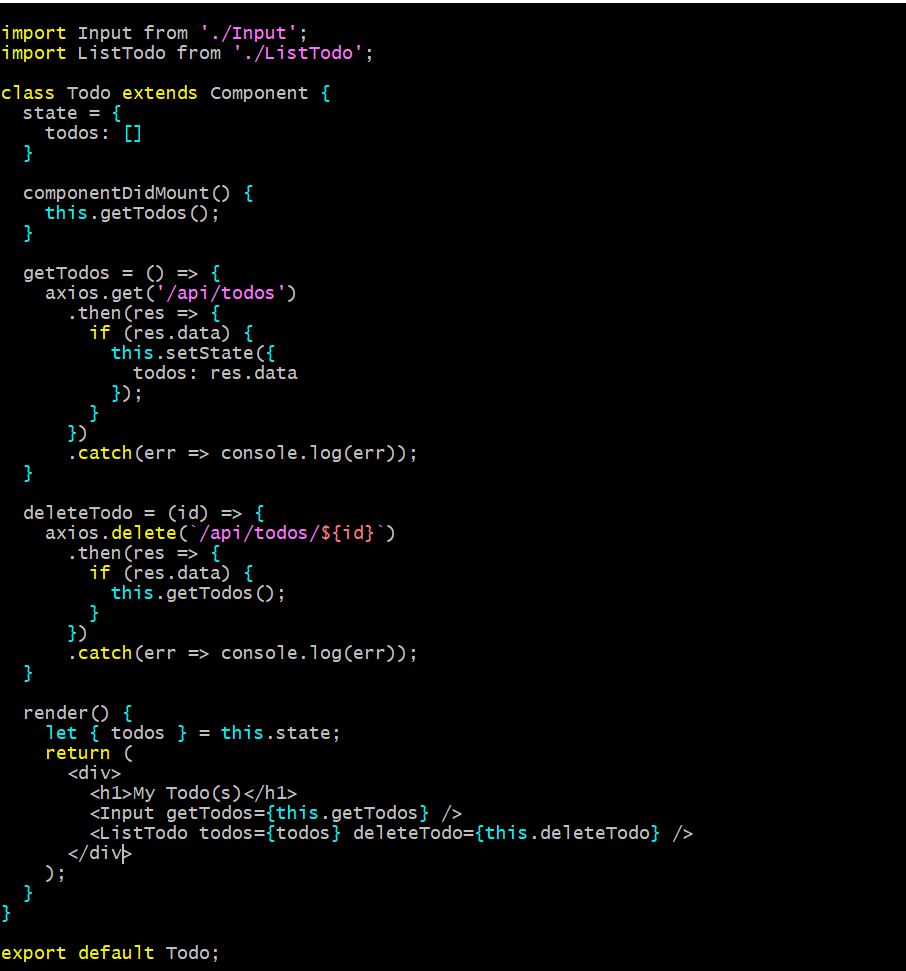 import Input from './Input';
import ListTodo from './ListTodo';
class Todo extends Component {
  state = {
    todos: []
  }
  componentDidMount() {
    this.getTodos();
  }
  getTodos = () => {
    axios.get('/api/todos')
      .then(res => {
        if (res.data) {
          this.setState({
            todos: res.data
          });
        }
      })
      .catch(err => console.log(err));
  }
  deleteTodo = (id) => {
    axios.delete(`/api/todos/${id}`)
      .then(res => {
        if (res.data) {
          this.getTodos();
        }
      })
      .catch(err => console.log(err));
  }
  render() {
    let { todos } = this.state;
    return (
      <div>
        <h1>My Todo(s)</h1>
        <Input getTodos={this.getTodos} />
        <ListTodo todos={todos} deleteTodo={this.deleteTodo} />
      </div>
    );
  }
}
export default Todo;